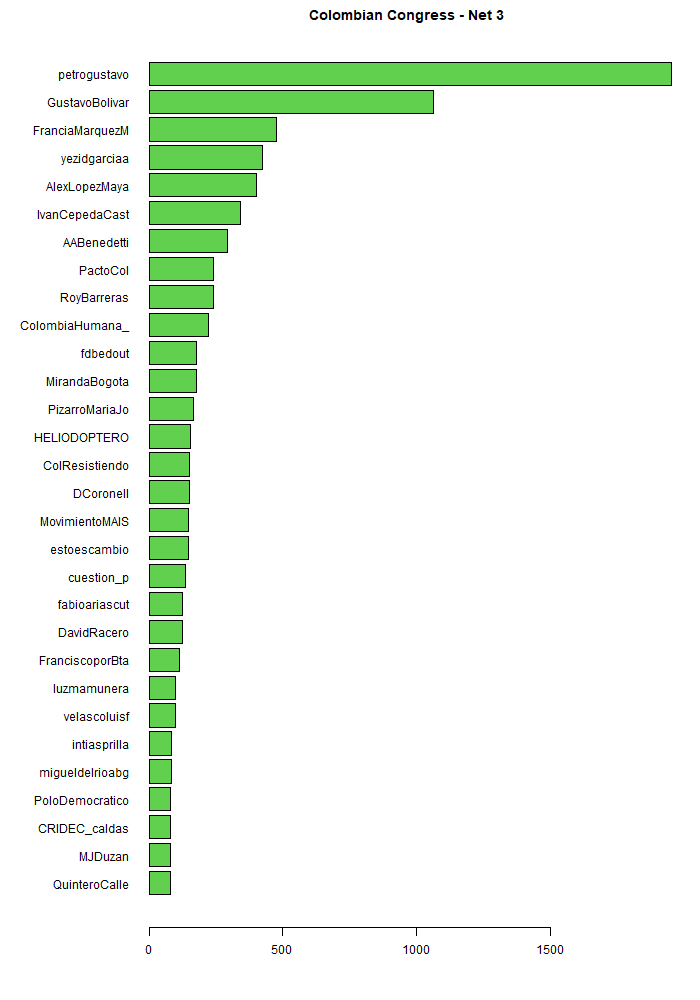 Colombian Congress - Net 3
petrogustavo
GustavoBolivar
FranciaMarquezM
yezidgarciaa
AlexLopezMaya
IvanCepedaCast
AABenedetti
PactoCol
RoyBarreras
ColombiaHumana_
fdbedout
MirandaBogota
PizarroMariaJo
HELIODOPTERO
ColResistiendo
DCoronell
MovimientoMAIS
estoescambio
cuestion_p
fabioariascut
DavidRacero
FranciscoporBta
luzmamunera
velascoluisf
intiasprilla
migueldelrioabg
PoloDemocratico
CRIDEC_caldas
MJDuzan
QuinteroCalle
0 500 1000 1500